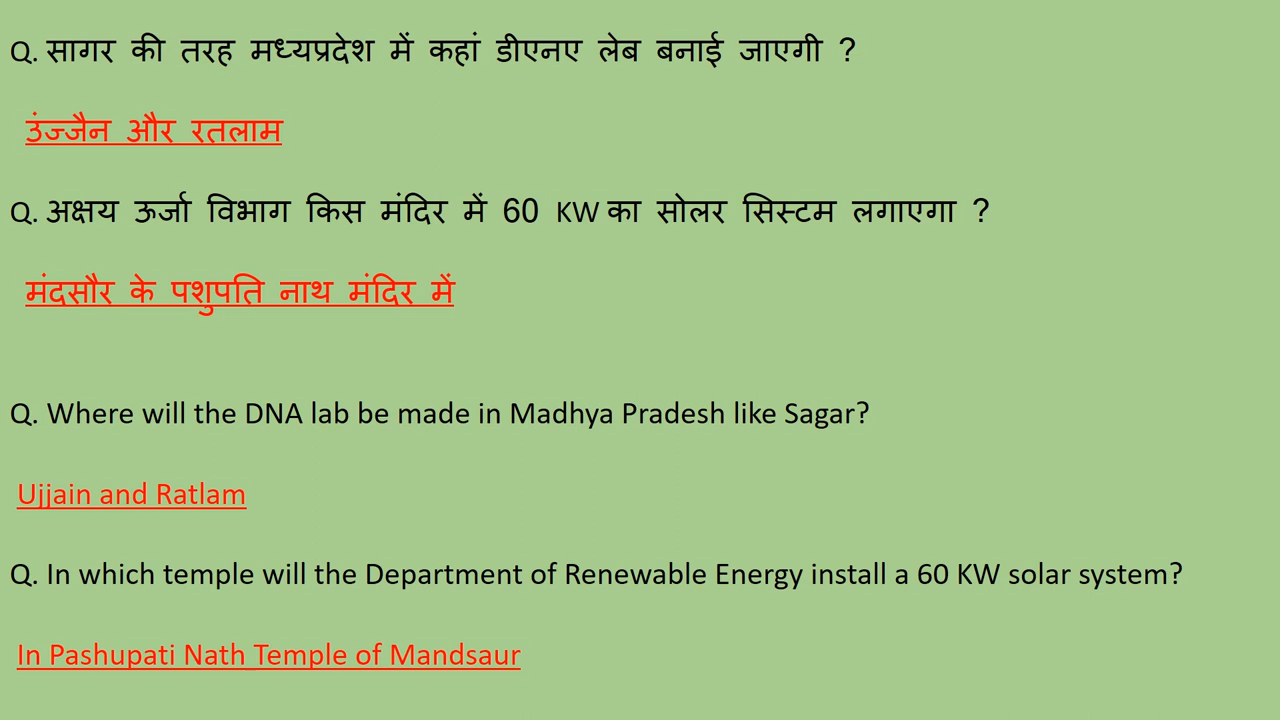 Q. सागर की तरह मध्यप्रदेश में कहां डीएनए लेब बनाई जाएगी ?
उंज्जैन और रतलाम
Q. अक्षय ऊर्जा विभाग किस मंदिर में 60 KW का सोलर सिस्टम लगाएगा ?
मंदसौर के पशुपति नाथ मंदिर में
Q. Where will the DNA lab be made in Madhya Pradesh like Sagar?
Ujjain and Ratlam
Q. In which temple will the Department of Renewable Energy install a 60 KW solar system?
In Pashupati Nath Temple of Mandsaur